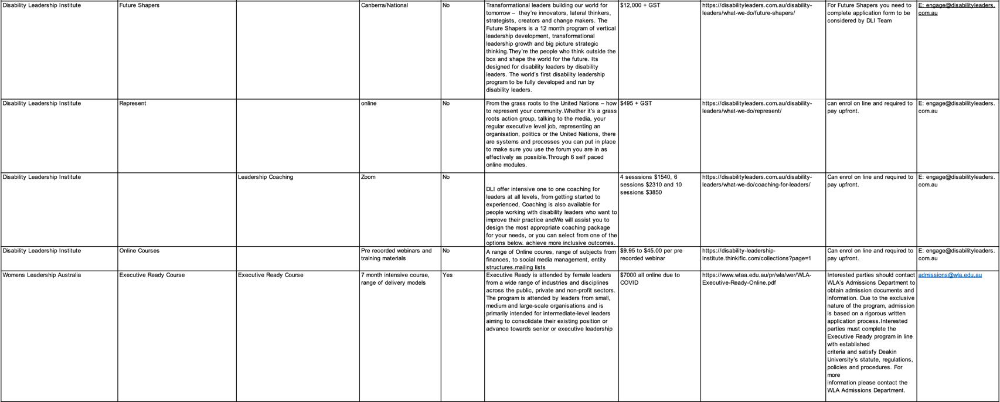 Disability Leadership Institute
Future Shapers
Canberra/National
No
Transformational leaders building our world for
tomorrow – they're innovators, lateral thinkers,
strategists, creators and change makers. The
Future Shapers is a 12 month program of vertical
leadership development, transformational
leadership growth and big picture strategic
thinking.They're the people who think outside the
box and shape the world for the future. Its
designed for disability leaders by disability
leaders. The world's first disability leadership
program to be fully developed and run by
disability leaders.
$12,000 + GST
https://disabilityleaders.com.au/disability-
leaders/what-we-do/future-shapers/
For Future Shapers you need to
complete application form to be
considered by DLI Team
E: engage@disabilityleaders.
com.au
Disability Leadership Institute
Represent
online
No
From the grass roots to the United Nations – how
to represent your community.Whether it's a grass
roots action group, talking to the media, your
regular executive level job, representing an
organisation, politics or the United Nations, there
are systems and processes you can put in place
to make sure you use the forum you are in as
effectively as possible.Through 6 self paced
online modules.
$495 + GST
https://disabilityleaders.com.au/disability-
leaders/what-we-do/represent/
can enrol on line and required to
pay upfront.
E: engage@disabilityleaders.
com.au
Disability Leadership Institute
Leadership Coaching
Zoom
No
DLI offer intensive one to one coaching for
leaders at all levels, from getting started to
experienced, Coaching is also available for
people working with disability leaders who want to
improve their practice andWe will assist you to
design the most appropriate coaching package
for your needs, or you can select from one of the
options below. achieve more inclusive outcomes.
4 sesssions $1540, 6
sessions $2310 and 10
sessions $3850
https://disabilityleaders.com.au/disability-
leaders/what-we-do/coaching-for-leaders/
Can enrol on line and required to
pay upfront.
E: engage@disabilityleaders.
com.au
Disability Leadership Institute
Online Courses
Pre recorded webinars and
training materials
No
A range of Online coures, range of subjects from
finances, to social media management, entity
structures.mailing lists
$9.95 to $45.00 per pre
recorded webinar
https://disability-leadership-
institute.thinkific.com/collections?page=1
Can enrol on line and required to
pay upfront.
E: engage@disabilityleaders.
com.au
Womens Leadership Australia
Executive Ready Course
Executive Ready Course
7 month intensive course,
range of delivery models
Yes
Executive Ready is attended by female leaders
from a wide range of industries and disciplines
across the public, private and non-profit sectors.
The program is attended by leaders from small,
medium and large-scale organisations and is
primarily intended for intermediate-level leaders
aiming to consolidate their existing position or
advance towards senior or executive leadership
$7000 all online due to
COVID
https://www.wtaa.edu.au/pr/wla/wer/WLA-
Executive-Ready-Online.pdf
Interested parties should contact
WLA's Admissions Department to
obtain admission documents and
information. Due to the exclusive
nature of the program, admission
is based on a rigorous written
application process.Interested
parties must complete the
Executive Ready program in line
with established
criteria and satisfy Deakin
University's statute, regulations,
policies and procedures. For
more
information please contact the
WLA Admissions Department.
admissions@wla.edu.au